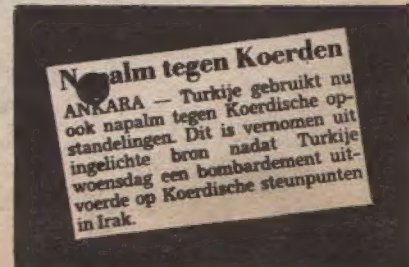 Napalm tegen Koerden
ANKARA — Turkije gebruikt nu
ook napalm tegen Koerdische op-
standelingen. Dit is vernomen uit
ingelichte bron nadat Turkije
woensdag een bombardement uit-
voerde op Koerdische steunpunten
in Irak.